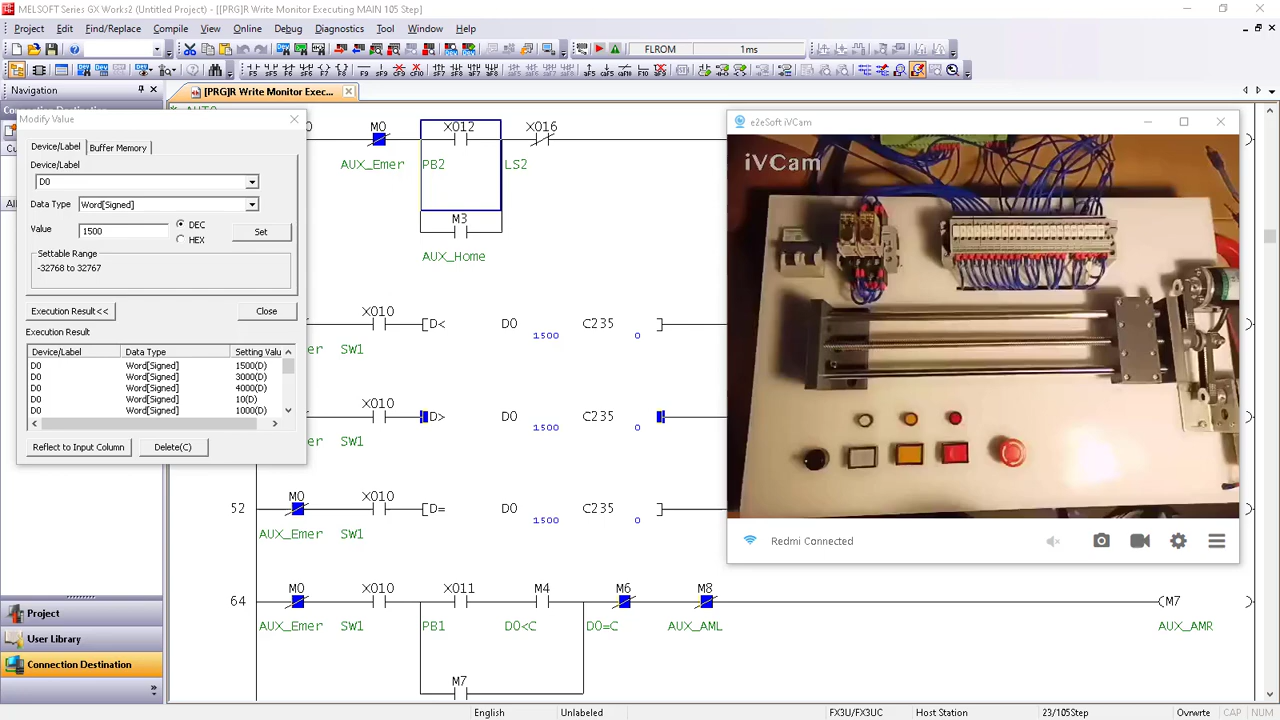 MELSOFT Series GX Works2 (Untitled Project) - [[PRG]R Write Monitor Executing MAIN 105 Step]
Project Edit Find/Replace Compile View Online Debug Diagnostics Tool Window Help
FLROM 1ms
Navigation
[PRG]R Write Monitor Exec...
Modify Value
Device/Label Buffer Memory
Device/Label
D0
Data Type Word[Signed]
Value 1500 DEC HEX Set
Settable Range
-32768 to 32767
Execution Result<< Close
Execution Result
Device/Label Data Type Setting Valu
D0 Word[Signed] 1500(D)
D0 Word[Signed] 3000(D)
D0 Word[Signed] 4000(D)
D0 Word[Signed] 10(D)
D0 Word[Signed] 1000(D)
Reflect to Input Column Delete(C)
Project
User Library
Connection Destination
M0 X012 X016
AUX_Emer PB2 LS2
M3
AUX_Home
X010
D< D0 C235
1500 0
SW1
X010
D> D0 C235
1500 0
SW1
M0 X010
52 D= D0 C235
1500 0
AUX_Emer SW1
M0 X010 X011 M4 M6 M8
64 M7
AUX_Emer SW1 PB1 D0<C D0=C AUX_AML AUX_AMR
M7
e2eSoft iVCam
iVCam
Redmi Connected
English Unlabeled FX3U/FX3UC Host Station 23/105Step Ovrwrte CAP NUM